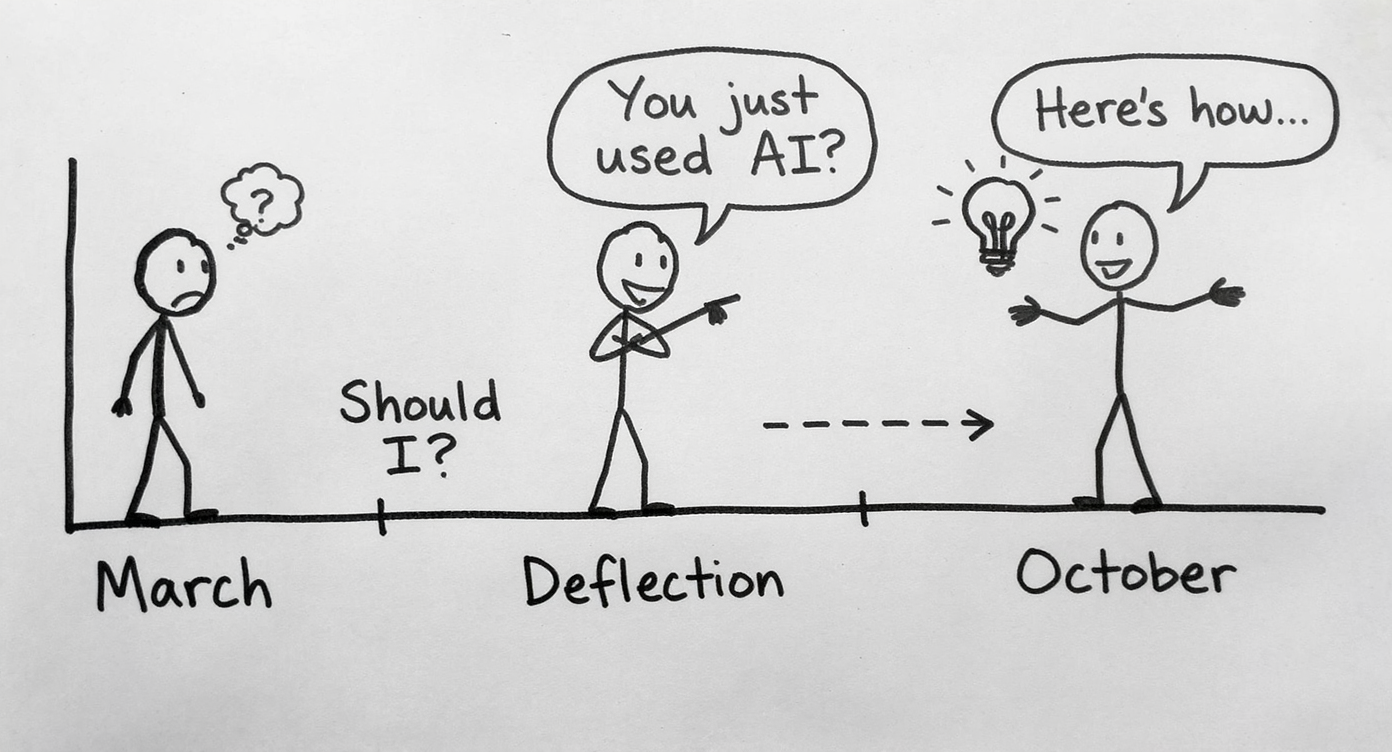 ?
You just
used AI?
Here's how...
Should
I?
March
Deflection
October